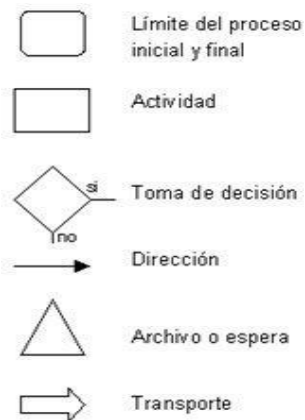 Límite del proceso
inicial y final
Actividad
si
Toma de decisión
no
Dirección
Archivo o espera
Transporte